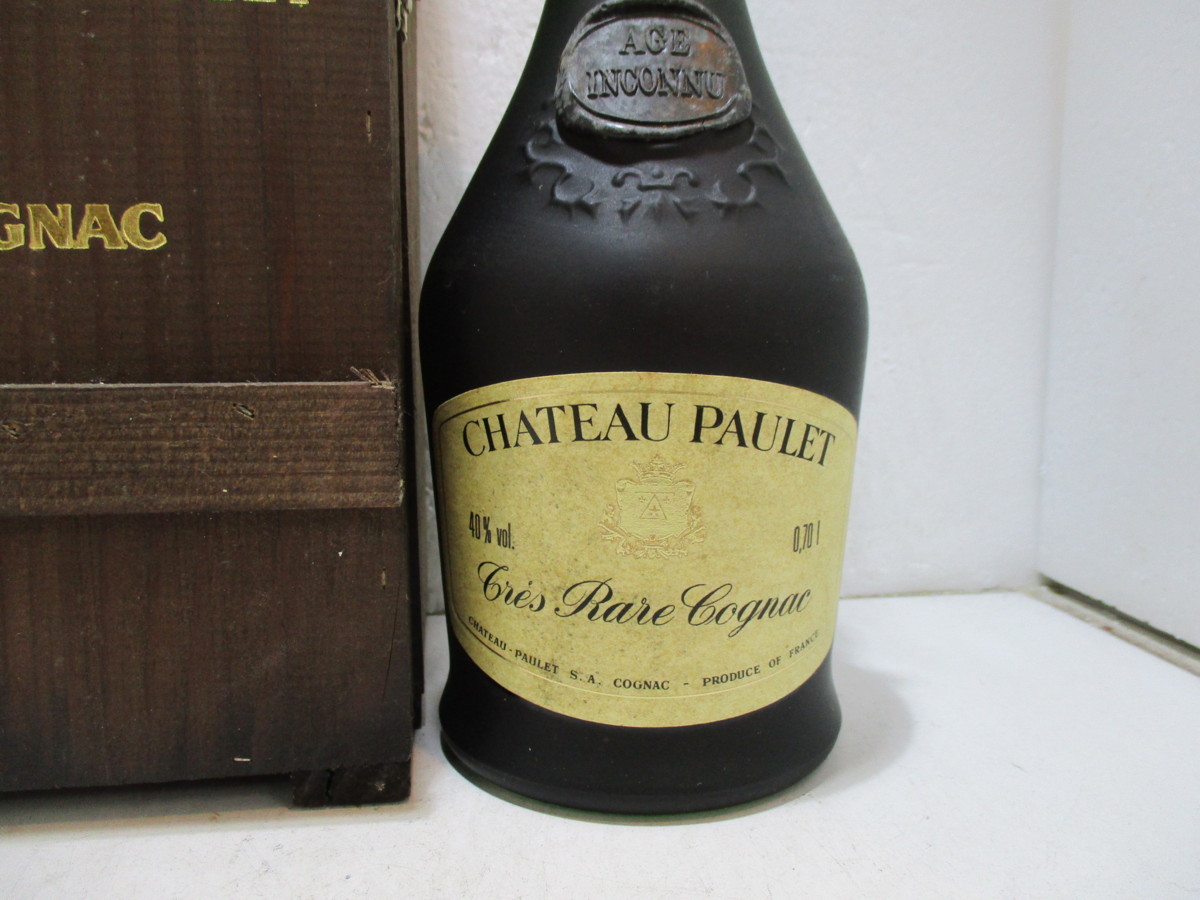 GNAC
AGE
INCONNU
CHATEAU PAULET
40% vol.
0,70 l
Très Rare Cognac
CHATEAU-PAULET S.A. COGNAC - PRODUCE OF FRANCE